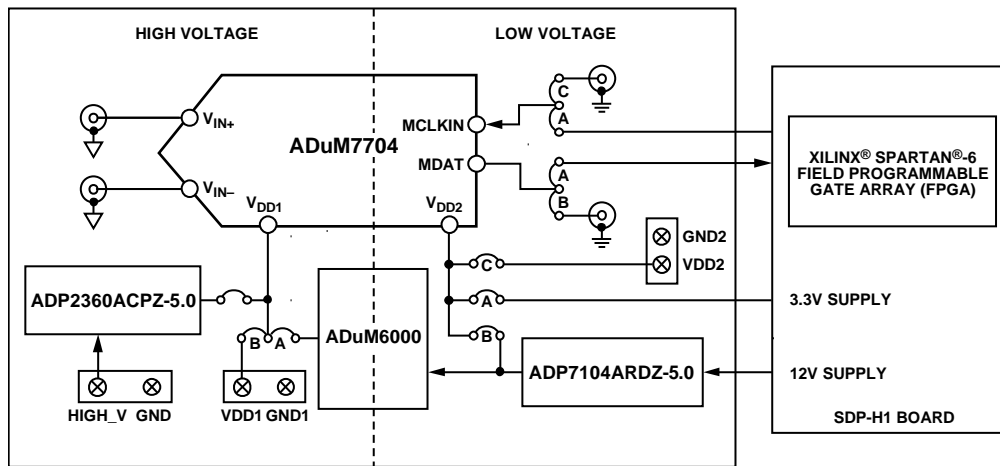 HIGH VOLTAGE
LOW VOLTAGE
VIN+
VIN–
ADuM7704
MCLKIN
MDAT
VDD1
VDD2
C
A
A
B
XILINX® SPARTAN®-6
FIELD PROGRAMMABLE
GATE ARRAY (FPGA)
GND2
VDD2
C
A
B
3.3V SUPPLY
ADP2360ACPZ-5.0
B
A
ADuM6000
ADP7104ARDZ-5.0
12V SUPPLY
HIGH_V
GND
VDD1
GND1
SDP-H1 BOARD